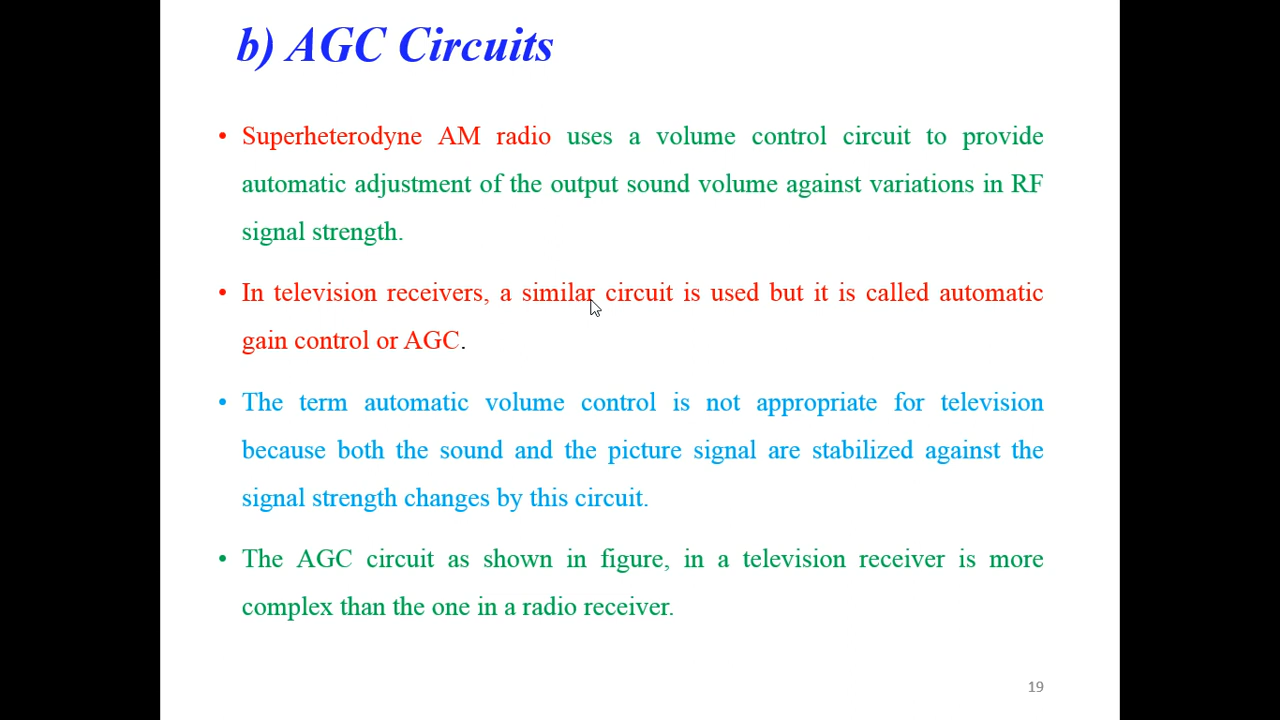 b) AGC Circuits
• Superheterodyne AM radio uses a volume control circuit to provide
automatic adjustment of the output sound volume against variations in RF
signal strength.
• In television receivers, a similar circuit is used but it is called automatic
gain control or AGC.
• The term automatic volume control is not appropriate for television
because both the sound and the picture signal are stabilized against the
signal strength changes by this circuit.
• The AGC circuit as shown in figure, in a television receiver is more
complex than the one in a radio receiver.
19